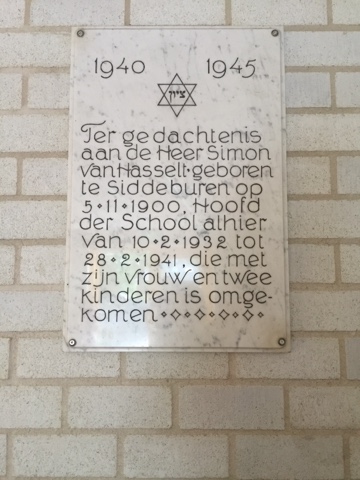 1940 1945
ציון
Ter gedachtenis
aan de Heer Simon
van Hasselt·geboren
te Siddeburen op
5·11·1900, Hoofd
der School alhier
van 10·2·1932 tot
28·2·1941, die met
zijn vrouw en twee
kinderen is omge-
komen